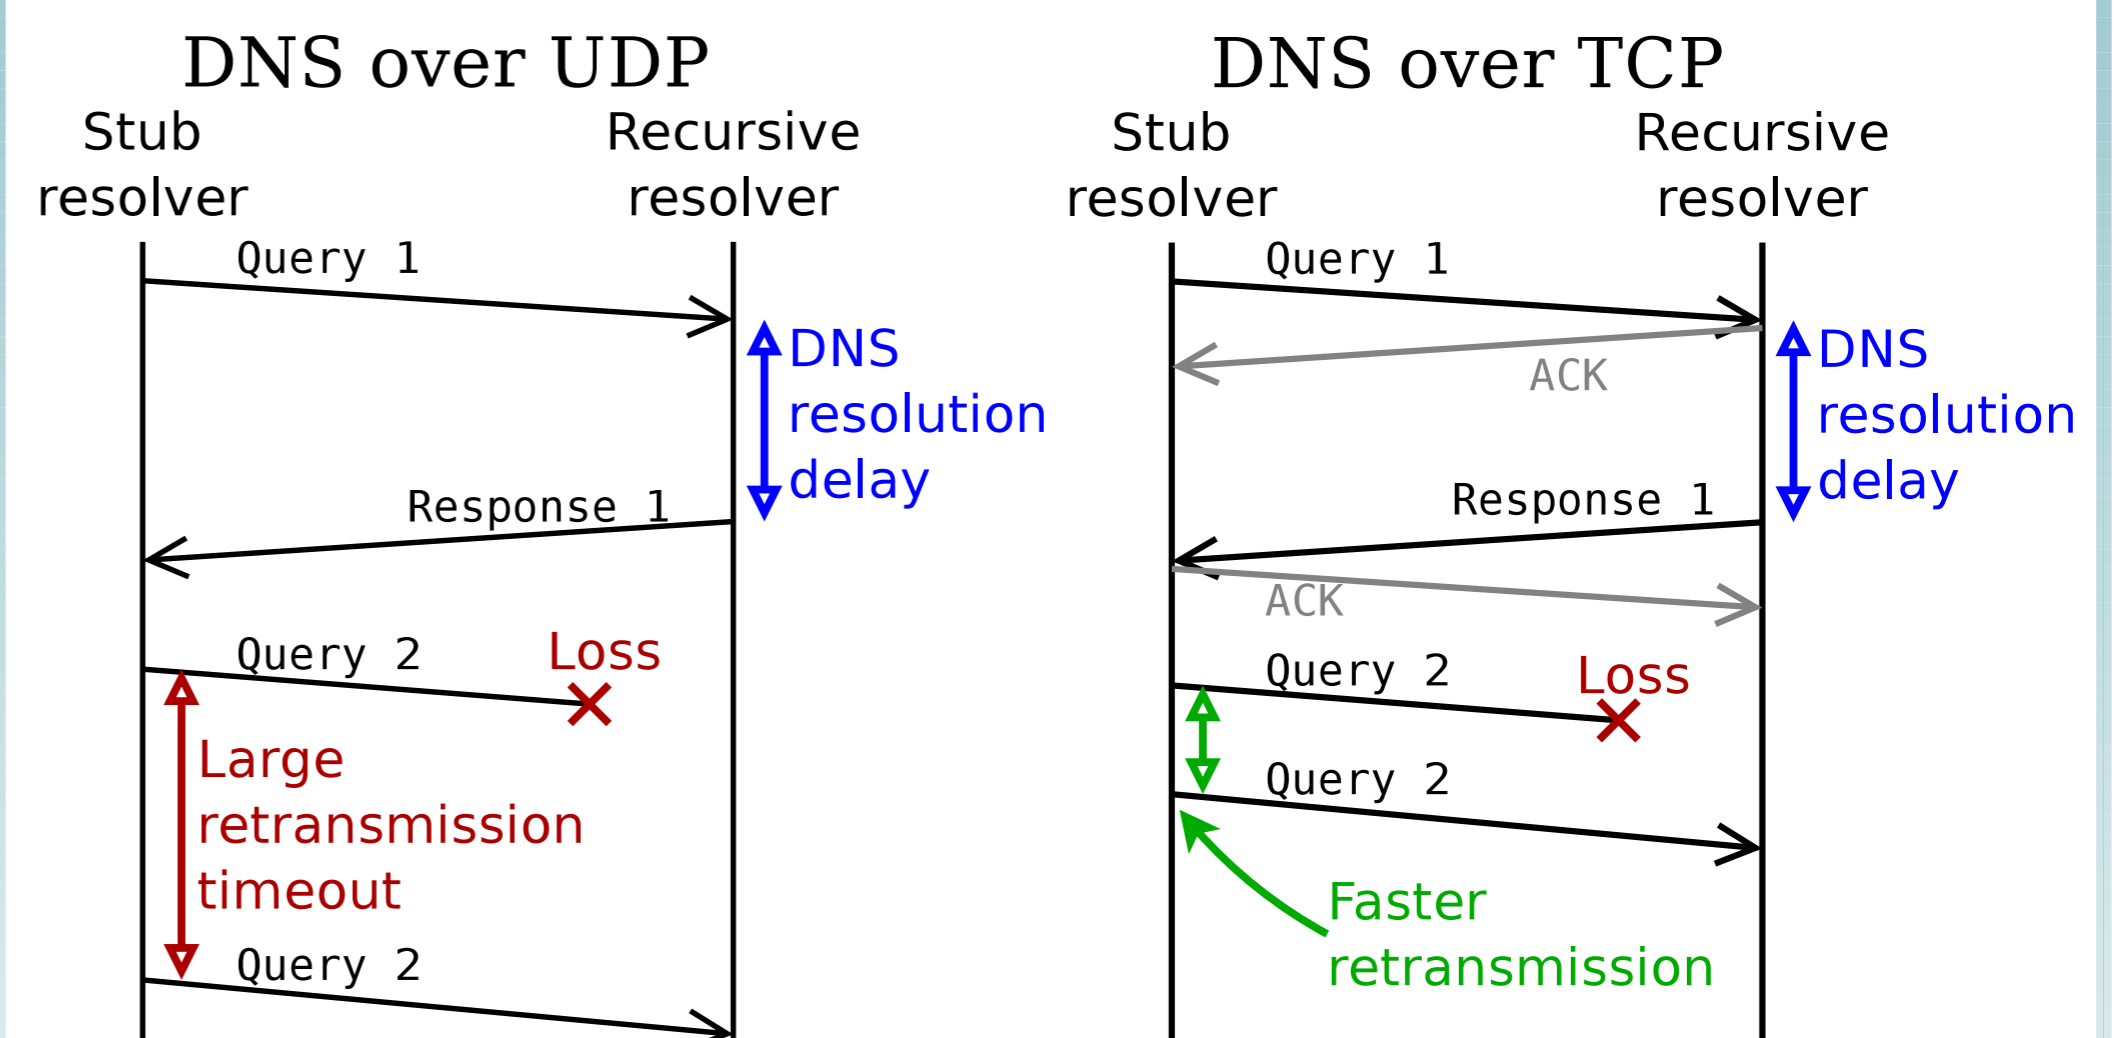 DNS over UDP
Stub
resolver
Recursive
resolver
Query 1
DNS
resolution
delay
Response 1
Query 2
Loss
Large
retransmission
timeout
Query 2
DNS over TCP
Stub
resolver
Recursive
resolver
Query 1
ACK
DNS
resolution
delay
Response 1
ACK
Query 2
Loss
Query 2
Faster
retransmission